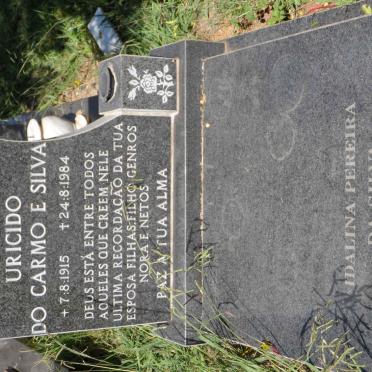 URICIDO
DO CARMO E SILVA
+ 7·8·1915 † 24·8·1984
DEUS ESTÁ ENTRE TODOS
AQUELES QUE CREEM NELE
ULTIMA RECORDAÇÃO DA TUA
ESPOSA FILHAS,FILHO,GENROS
NORA E NETOS
PAZ Á TUA ALMA
IDALINA PEREIRA